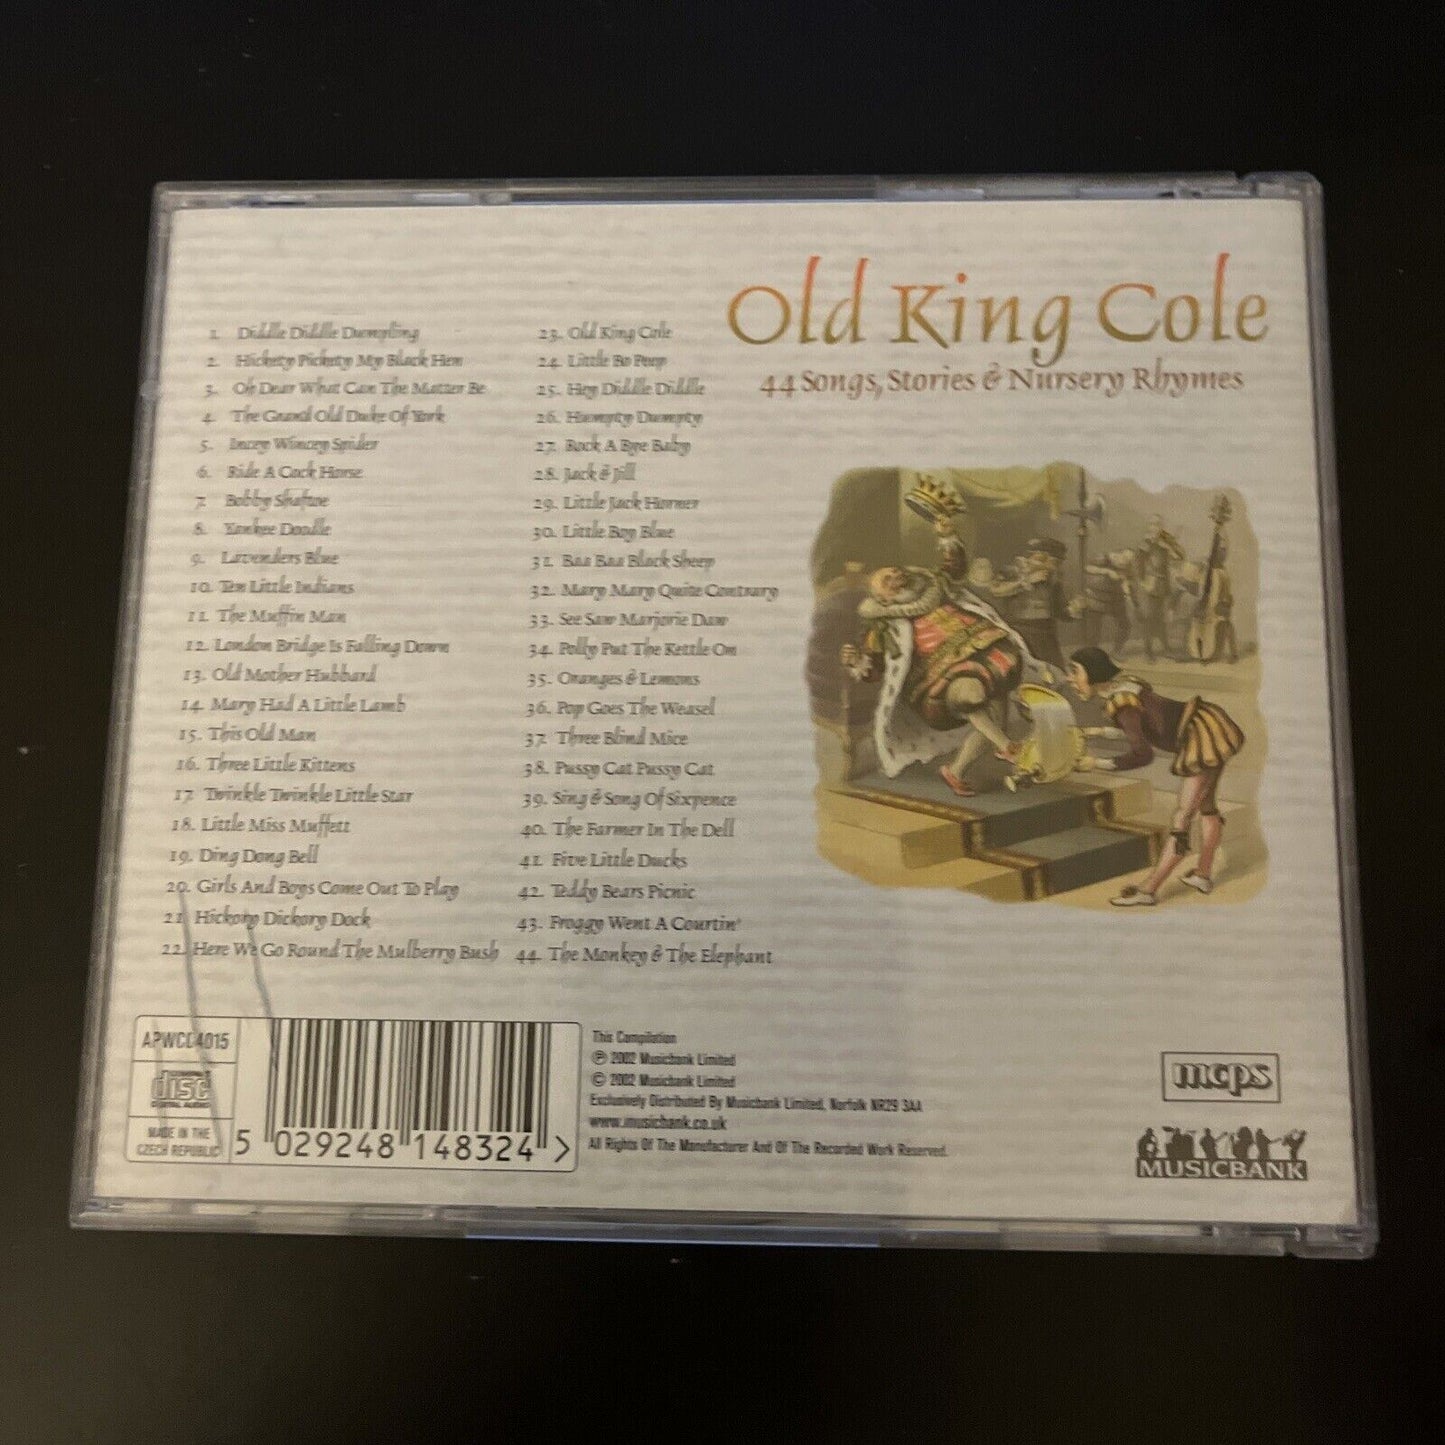 Old King Cole
44 Songs, Stories & Nursery Rhymes
1. Diddle Diddle Dumpling
2. Hickety Pickety My Black Hen
3. Oh Dear What Can The Matter Be
4. The Grand Old Duke Of York
5. Incey Wincey Spider
6. Ride A Cock Horse
7. Bobby Shaftoe
8. Yankee Doodle
9. Lavenders Blue
10. Ten Little Indians
11. The Muffin Man
12. London Bridge Is Falling Down
13. Old Mother Hubbard
14. Mary Had A Little Lamb
15. This Old Man
16. Three Little Kittens
17. Twinkle Twinkle Little Star
18. Little Miss Muffett
19. Ding Dong Bell
20. Girls And Boys Come Out To Play
21. Hickory Dickory Dock
22. Here We Go Round The Mulberry Bush
23. Old King Cole
24. Little Bo Peep
25. Hey Diddle Diddle
26. Humpty Dumpty
27. Rock A Bye Baby
28. Jack & Jill
29. Little Jack Horner
30. Little Boy Blue
31. Baa Baa Black Sheep
32. Mary Mary Quite Contrary
33. See Saw Marjorie Daw
34. Polly Put The Kettle On
35. Oranges & Lemons
36. Pop Goes The Weasel
37. Three Blind Mice
38. Pussy Cat Pussy Cat
39. Sing & Song Of Sixpence
40. The Farmer In The Dell
41. Five Little Ducks
42. Teddy Bears Picnic
43. Froggy Went A Courtin'
44. The Monkey & The Elephant
APWCD4015
COMPACT
disc
DIGITAL AUDIO
MADE IN THE
CZECH REPUBLIC
5 029248 148324 >
This Compilation
℗ 2002 Musicbank Limited
© 2002 Musicbank Limited
Exclusively Distributed By Musicbank Limited, Norfolk NR29 3AA
www.musicbank.co.uk
All Rights Of The Manufacturer And Of The Recorded Work Reserved.
mcps
MUSICBANK